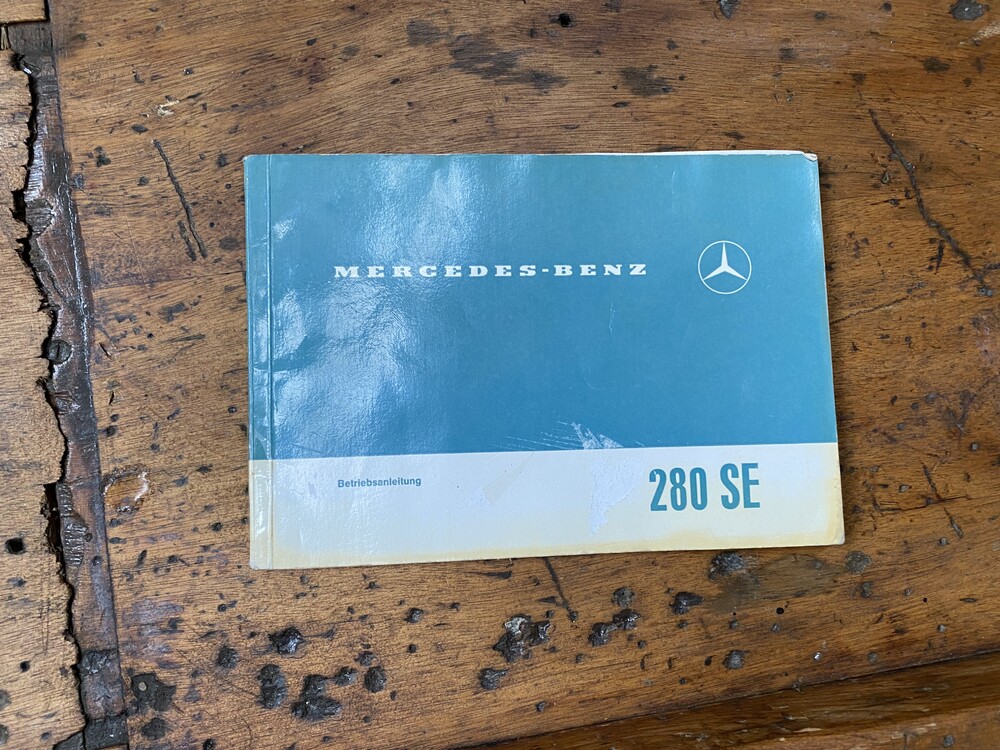 MERCEDES-BENZ
Betriebsanleitung
280 SE